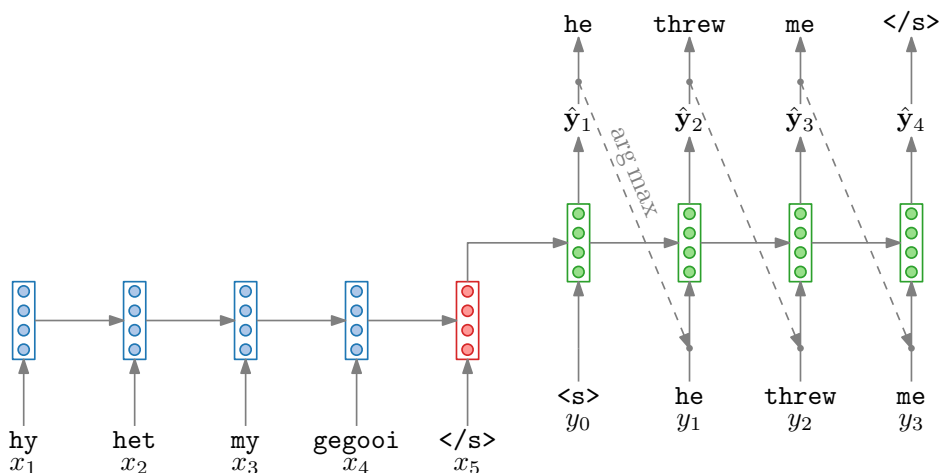 he threw me </s>
ŷ₁ ŷ₂ ŷ₃ ŷ₄
arg max
<s> he threw me
y₀ y₁ y₂ y₃
hy het my gegooi </s>
x₁ x₂ x₃ x₄ x₅